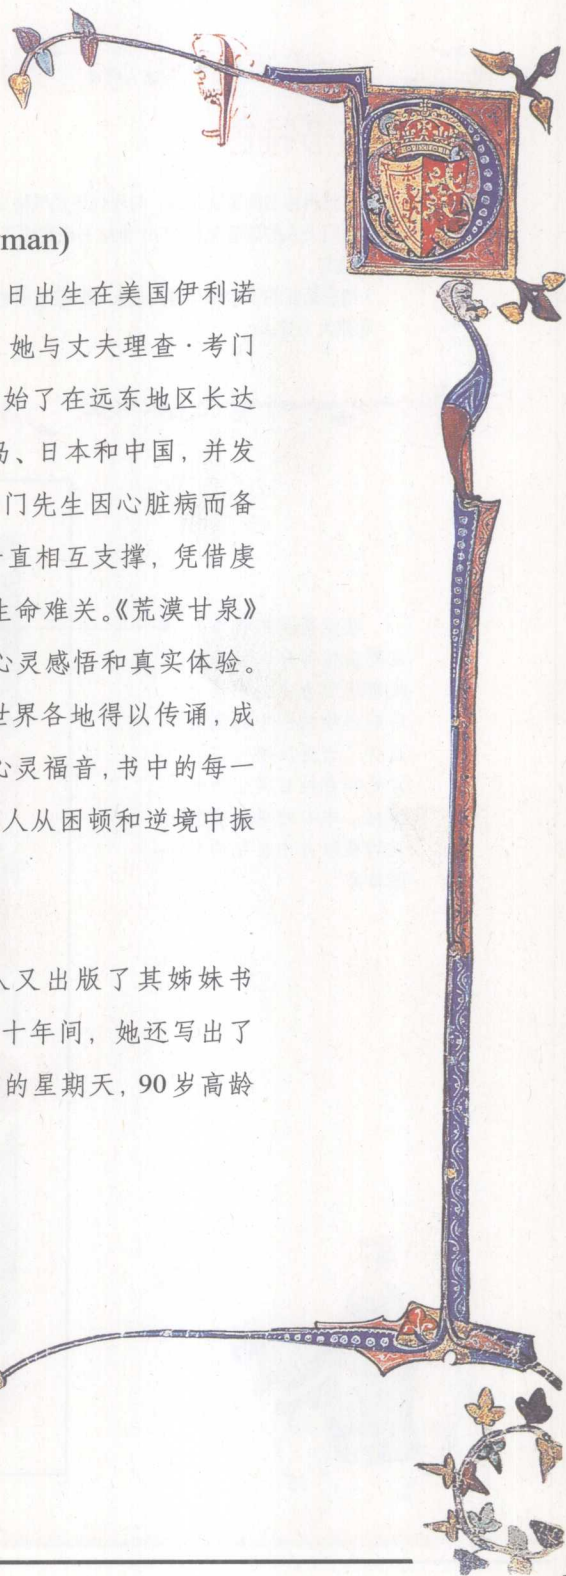 man)
日出生在美国伊利诺
她与丈夫理查·考门
始了在远东地区长达
岛、日本和中国，并发
门先生因心脏病而备
直相互支撑，凭借虔
生命难关。《荒漠甘泉》
心灵感悟和真实体验。
世界各地得以传诵，成
心灵福音，书中的每一
人从困顿和逆境中振
人又出版了其姊妹书
十年间，她还写出了
的星期天，90岁高龄